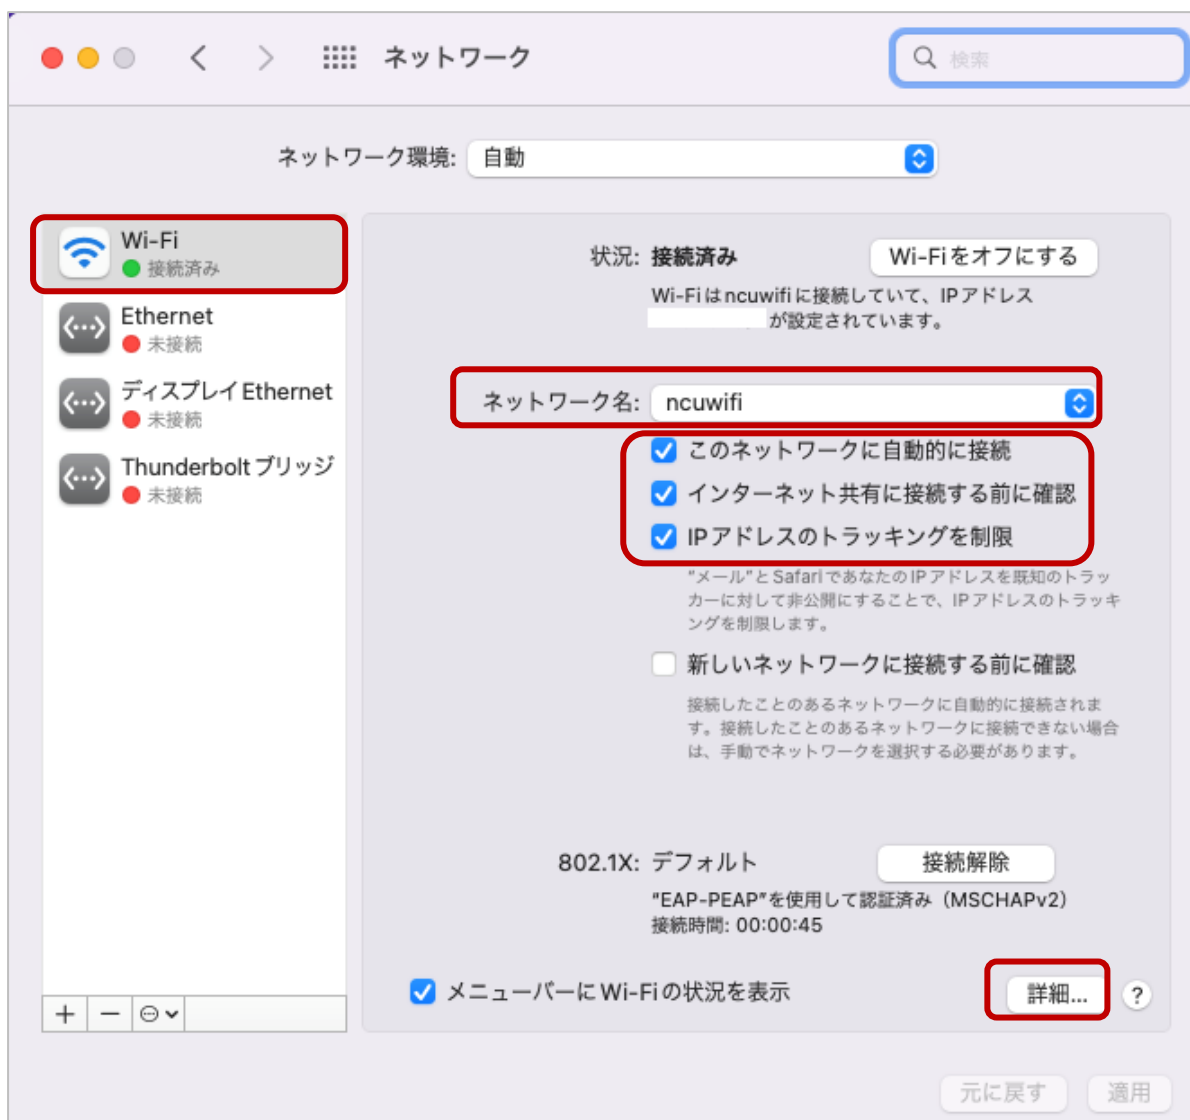 ネットワーク
検索
ネットワーク環境: 自動
Wi-Fi
接続済み
Ethernet
未接続
ディスプレイ Ethernet
未接続
Thunderbolt ブリッジ
未接続
状況: 接続済み
Wi-Fiをオフにする
Wi-Fiはncuwifiに接続していて、IPアドレス
が設定されています。
ネットワーク名: ncuwifi
このネットワークに自動的に接続
インターネット共有に接続する前に確認
IPアドレスのトラッキングを制限
"メール"とSafariであなたのIPアドレスを既知のトラッ
カーに対して非公開にすることで、IPアドレスのトラッキ
ングを制限します。
新しいネットワークに接続する前に確認
接続したことのあるネットワークに自動的に接続されま
す。接続したことのあるネットワークに接続できない場合
は、手動でネットワークを選択する必要があります。
802.1X: デフォルト
接続解除
"EAP-PEAP"を使用して認証済み（MSCHAPv2）
接続時間: 00:00:45
メニューバーにWi-Fiの状況を表示
詳細...
?
元に戻す
適用